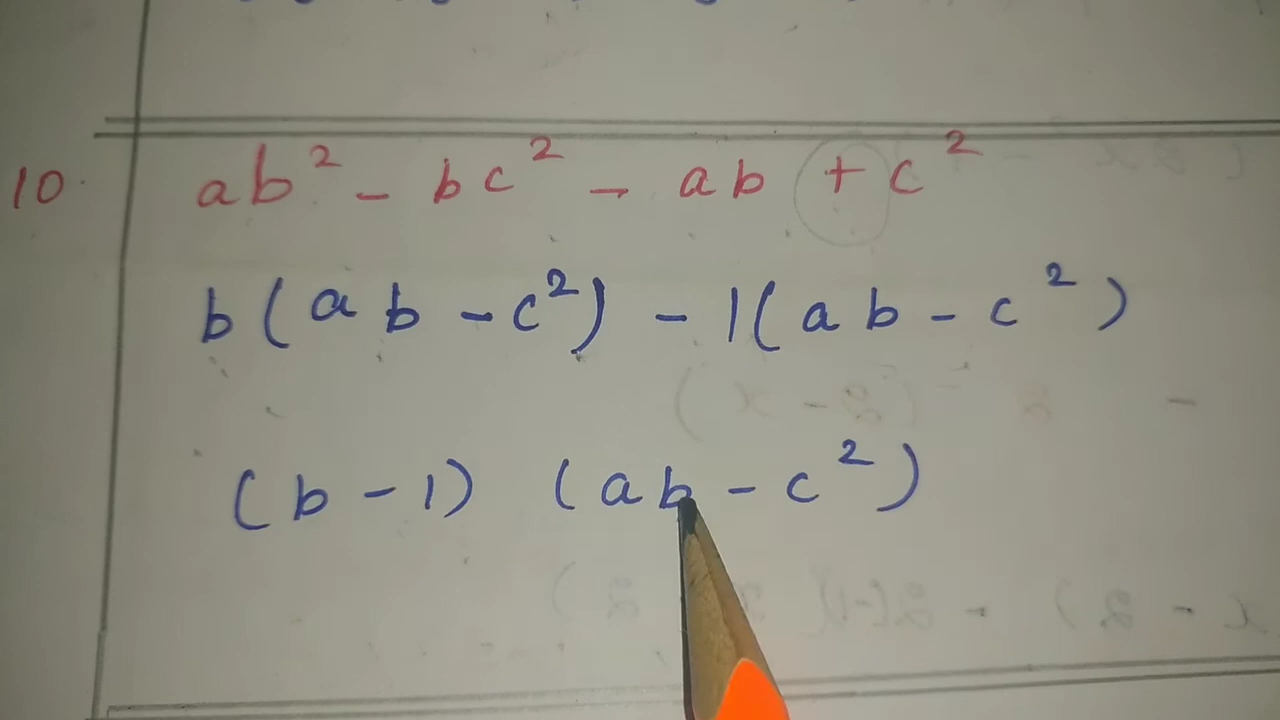 10. ab² - bc² - ab + c²
b(ab - c²) - 1(ab - c²)
(b - 1) (ab - c²)